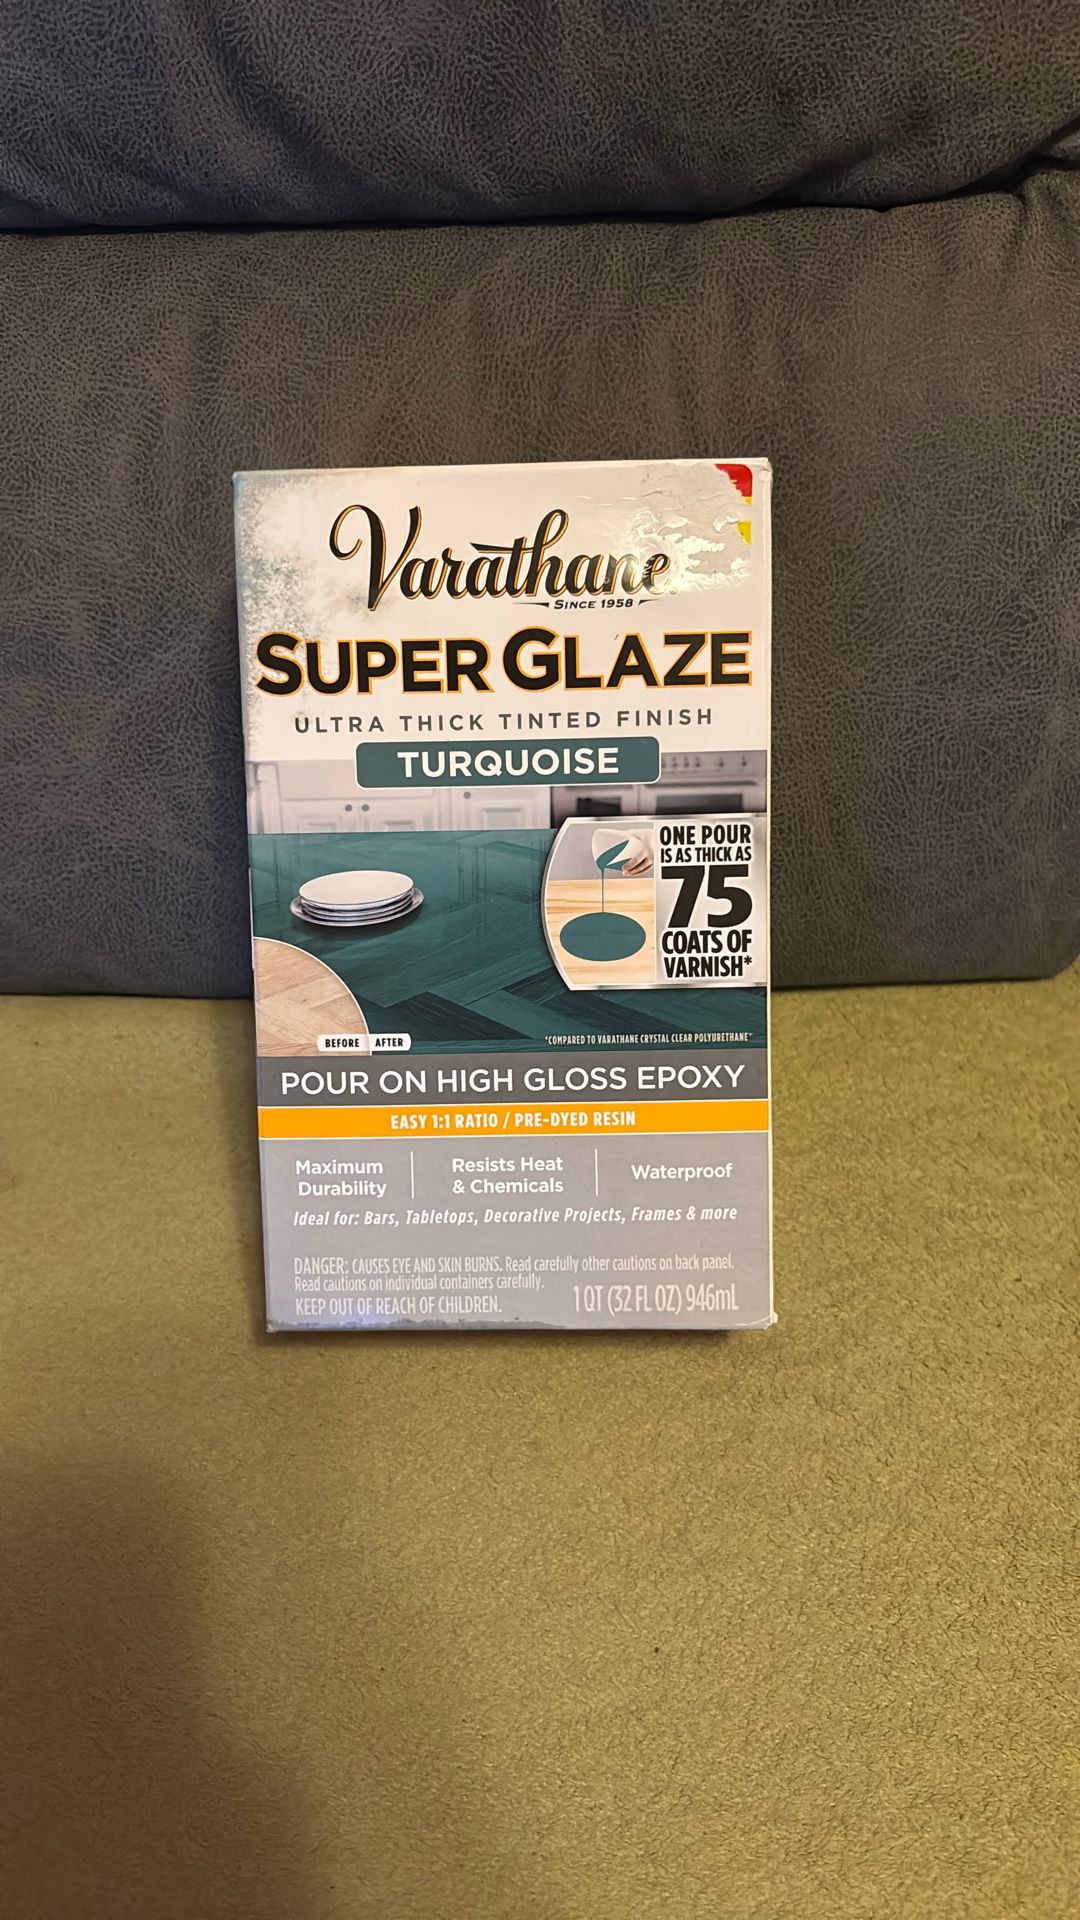 Varathane
SINCE 1958
SUPER GLAZE
ULTRA THICK TINTED FINISH
TURQUOISE
ONE POUR
IS AS THICK AS
75
COATS OF
VARNISH*
BEFORE AFTER
*COMPARED TO VARATHANE CRYSTAL CLEAR POLYURETHANE
POUR ON HIGH GLOSS EPOXY
EASY 1:1 RATIO / PRE-DYED RESIN
Maximum
Durability
Resists Heat
& Chemicals
Waterproof
Ideal for: Bars, Tabletops, Decorative Projects, Frames & more
DANGER: CAUSES EYE AND SKIN BURNS. Read carefully other cautions on back panel.
Read cautions on individual containers carefully.
KEEP OUT OF REACH OF CHILDREN.
1 QT (32 FL OZ) 946mL